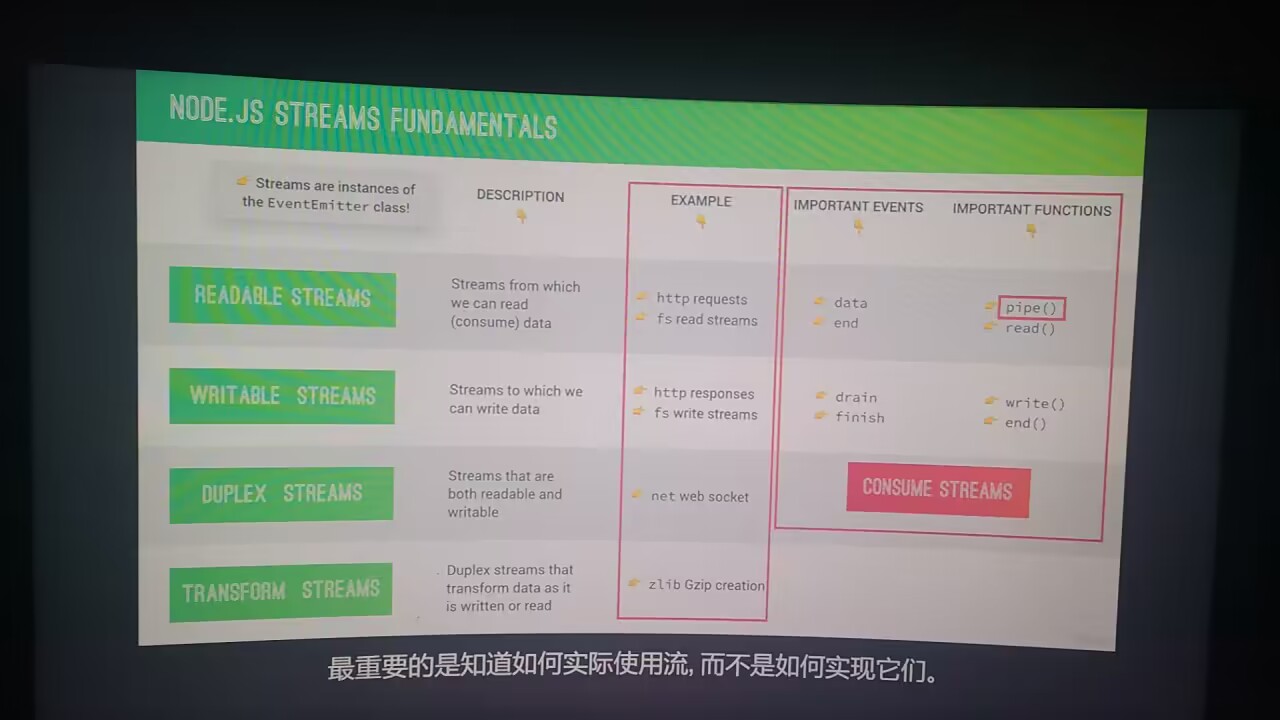 NODE.JS STREAMS FUNDAMENTALS
👉 Streams are instances of
the EventEmitter class!
DESCRIPTION
👇
EXAMPLE
👇
IMPORTANT EVENTS
👇
IMPORTANT FUNCTIONS
👇
READABLE STREAMS
Streams from which
we can read
(consume) data
👉 http requests
👉 fs read streams
👉 data
👉 end
👉 pipe()
👉 read()
WRITABLE STREAMS
Streams to which we
can write data
👉 http responses
👉 fs write streams
👉 drain
👉 finish
👉 write()
👉 end()
DUPLEX STREAMS
Streams that are
both readable and
writable
👉 net web socket
CONSUME STREAMS
TRANSFORM STREAMS
Duplex streams that
transform data as it
is written or read
👉 zlib Gzip creation
最重要的是知道如何实际使用流,而不是如何实现它们。